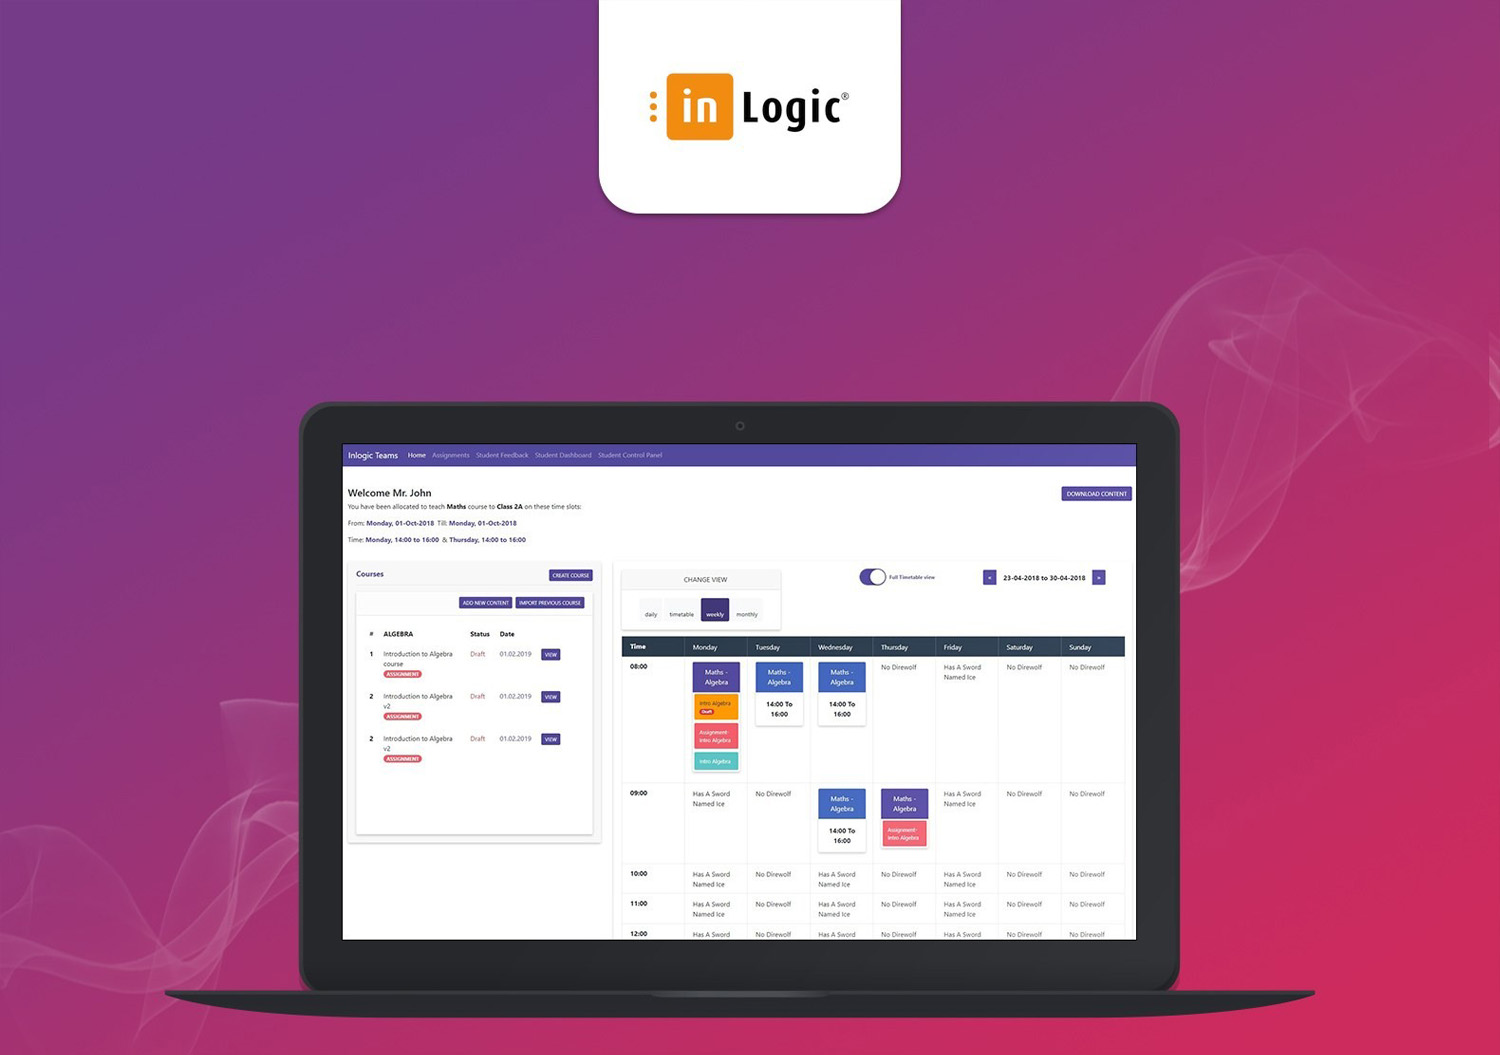 in Logic®
Inlogic Teams Home Assignments Student Feedback Student Dashboard Student Control Panel
Welcome Mr. John
DOWNLOAD CONTENT
You have been allocated to teach Maths course to Class 2A on these time slots:
From: Monday, 01-Oct-2018 Till: Monday, 01-Oct-2018
Time: Monday, 14:00 to 16:00 & Thursday, 14:00 to 16:00
Courses
CREATE COURSE
ADD NEW CONTENT IMPORT PREVIOUS COURSE
# ALGEBRA Status Date
1 Introduction to Algebra Draft 01.02.2019 VIEW
course
ASSIGNMENT
2 Introduction to Algebra Draft 01.02.2019 VIEW
v2
ASSIGNMENT
2 Introduction to Algebra Draft 01.02.2019 VIEW
v2
ASSIGNMENT
CHANGE VIEW
daily timetable weekly monthly
Full Timetable view
« 23-04-2018 to 30-04-2018 »
Time Monday Tuesday Wednesday Thursday Friday Saturday Sunday
08:00
Maths -
Algebra
Intro Algebra
Draft
Assignment-
Intro Algebra
Intro Algebra
Maths -
Algebra
14:00 To
16:00
Maths -
Algebra
14:00 To
16:00
No Direwolf
Has A Sword
Named Ice
No Direwolf
No Direwolf
09:00
Has A Sword
Named Ice
No Direwolf
Maths -
Algebra
14:00 To
16:00
Maths -
Algebra
Assignment-
Intro Algebra
Has A Sword
Named Ice
No Direwolf
No Direwolf
10:00 Has A Sword No Direwolf Has A Sword No Direwolf Has A Sword No Direwolf No Direwolf
Named Ice Named Ice Named Ice
11:00 Has A Sword No Direwolf Has A Sword No Direwolf Has A Sword No Direwolf No Direwolf
Named Ice Named Ice Named Ice
12:00 Has A Sword No Direwolf Has A Sword No Direwolf Has A Sword No Direwolf No Direwolf